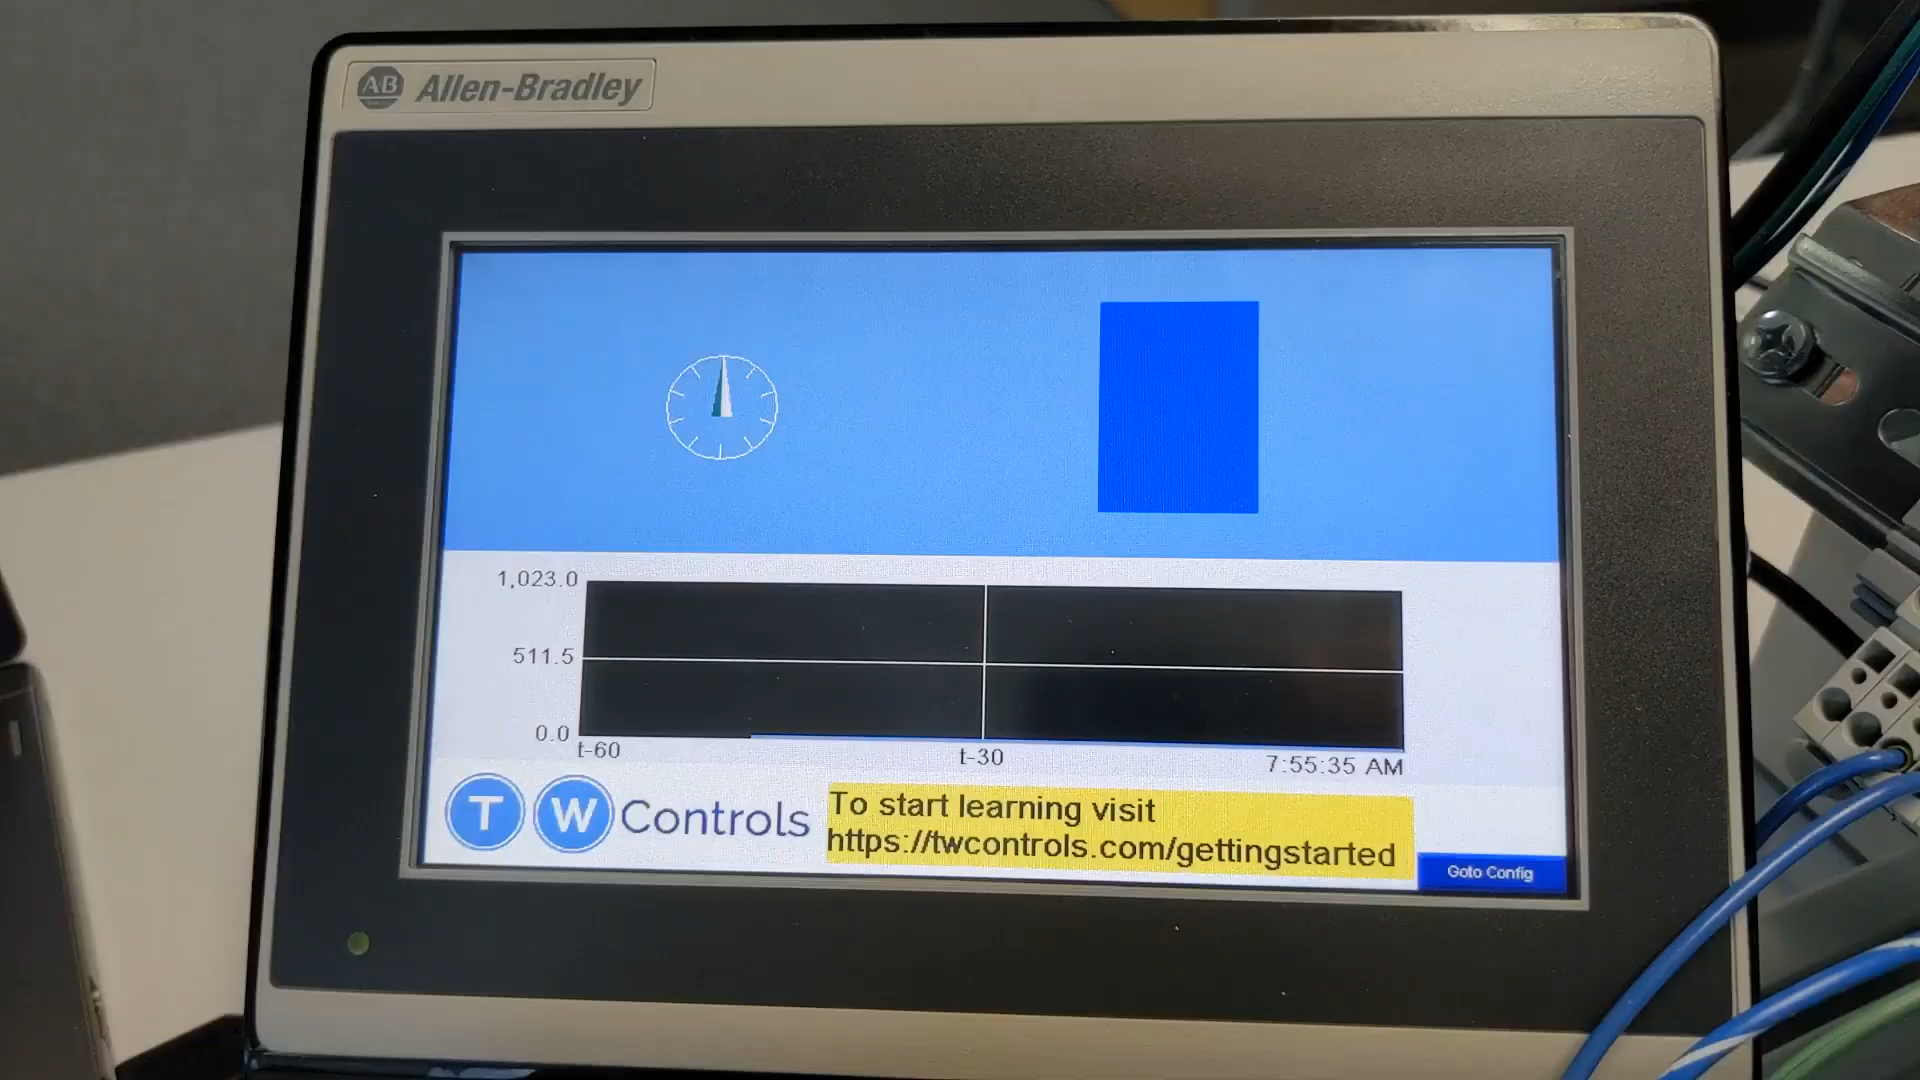 AB Allen-Bradley
1,023.0
511.5
0.0
t-60
t-30
7:55:35 AM
T W Controls
To start learning visit
https://twcontrols.com/gettingstarted
Goto Config